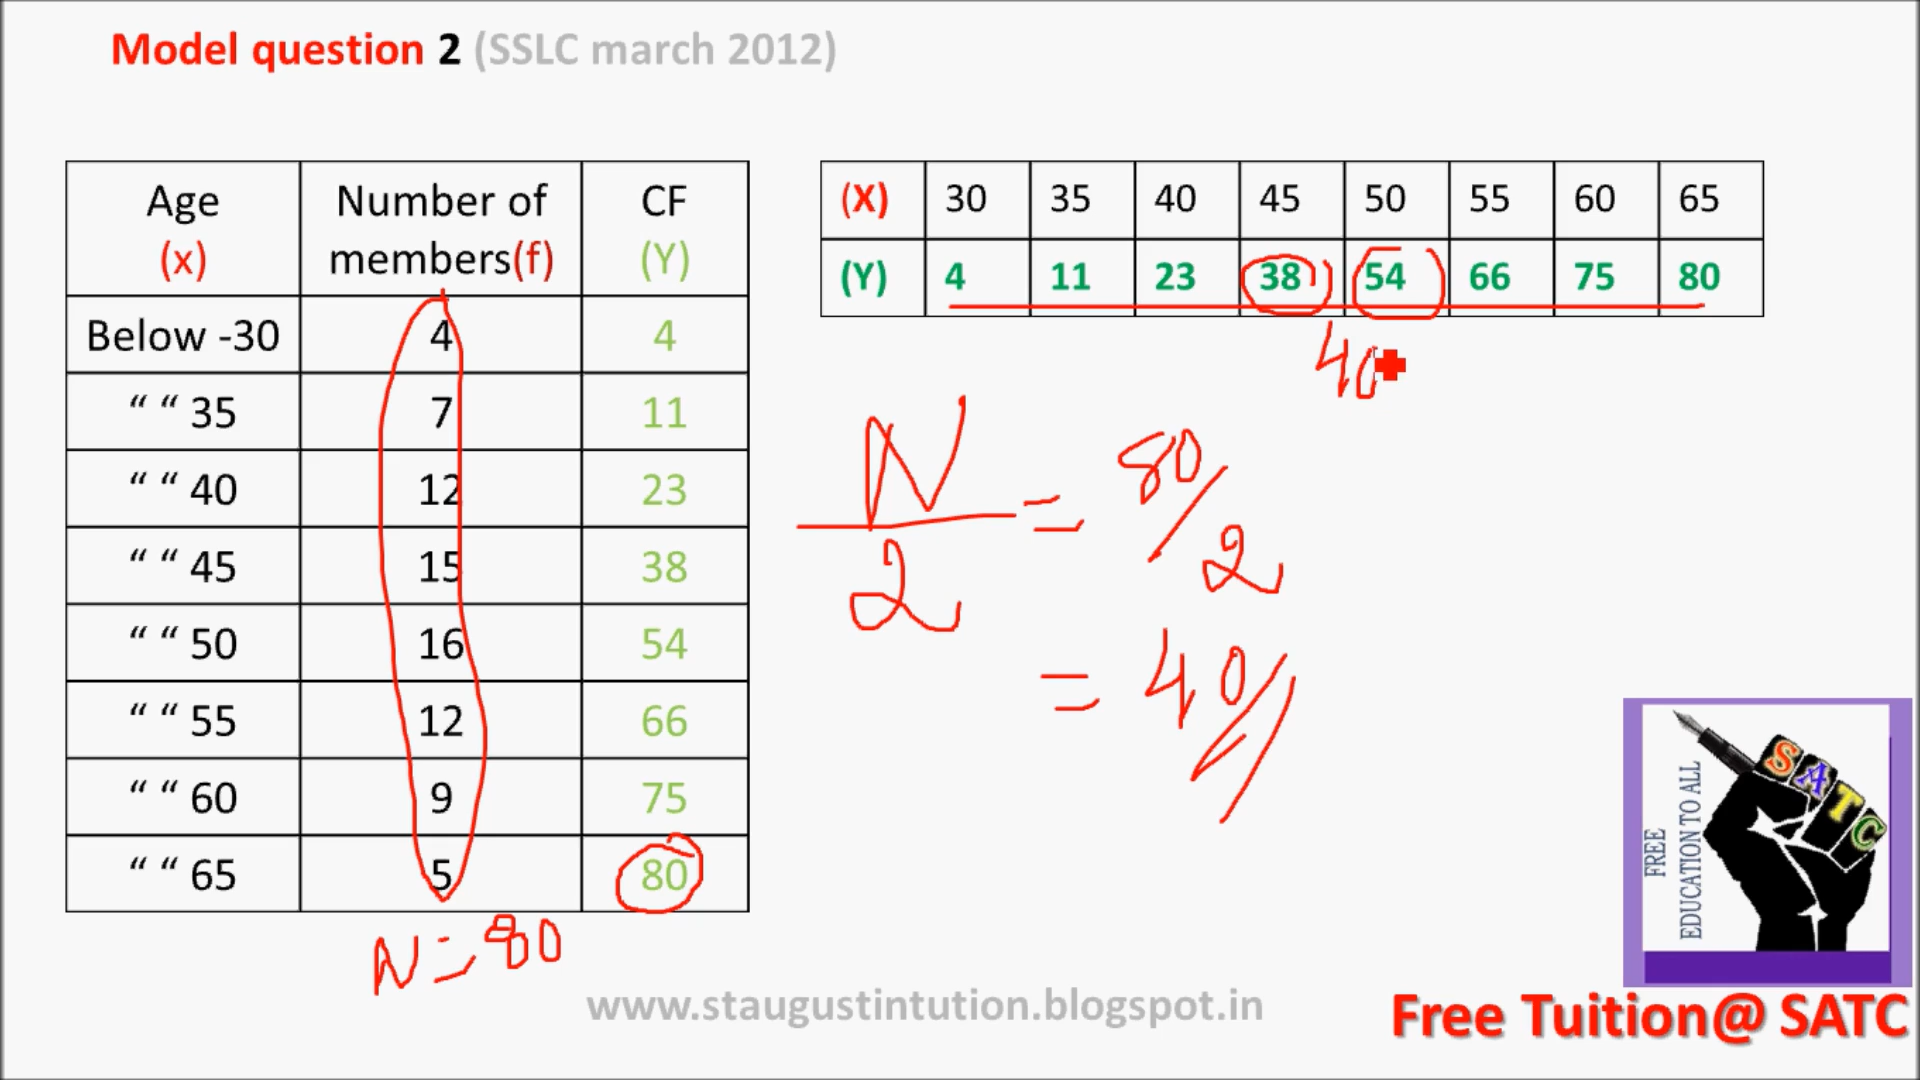 Model question 2 (SSLC march 2012)
Age (x) Number of members(f) CF (Y)
Below -30 4 4
“ “ 35 7 11
“ “ 40 12 23
“ “ 45 15 38
“ “ 50 16 54
“ “ 55 12 66
“ “ 60 9 75
“ “ 65 5 80
N=80
(X) 30 35 40 45 50 55 60 65
(Y) 4 11 23 38 54 66 75 80
40
N/2 = 80/2
= 40//
FREE
EDUCATION TO ALL
SATC
www.staugustintution.blogspot.in
Free Tuition@ SATC